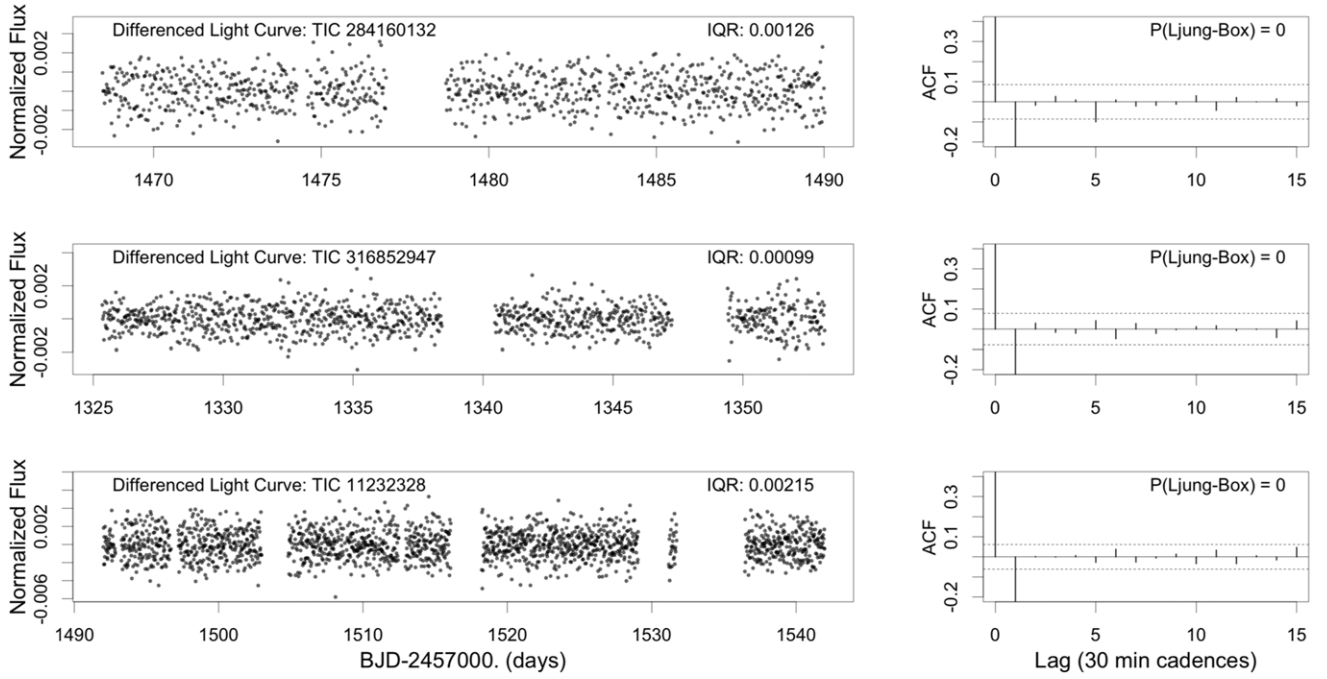 Normalized Flux
0.002
-0.002
Differenced Light Curve: TIC 284160132
IQR: 0.00126
1470 1475 1480 1485 1490
ACF
0.3
0.1
-0.2
P(Ljung-Box) = 0
0 5 10 15
Normalized Flux
0.002
-0.002
Differenced Light Curve: TIC 316852947
IQR: 0.00099
1325 1330 1335 1340 1345 1350
ACF
0.3
0.1
-0.2
P(Ljung-Box) = 0
0 5 10 15
Normalized Flux
0.002
-0.006
Differenced Light Curve: TIC 11232328
IQR: 0.00215
1490 1500 1510 1520 1530 1540
BJD-2457000. (days)
ACF
0.3
0.1
-0.2
P(Ljung-Box) = 0
0 5 10 15
Lag (30 min cadences)